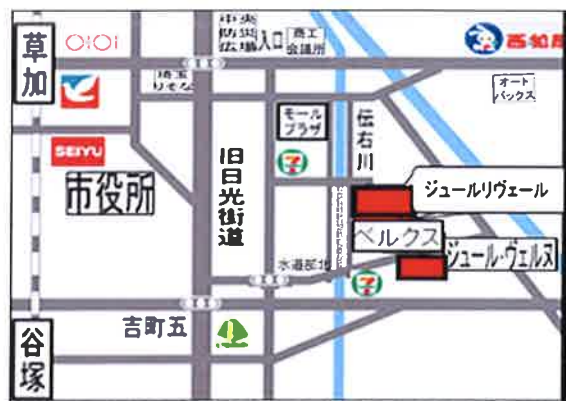 草加
OIOI
中央
防災
広場
入口
商工
会議所
西松屋
埼玉
りそな
オート
バックス
モール
プラザ
伝右川
SEIYU
市役所
旧日光街道
7
ジュールリヴェール
ベルクス
ジュール・ヴェルヌ
水道部北
7
吉町五
谷塚